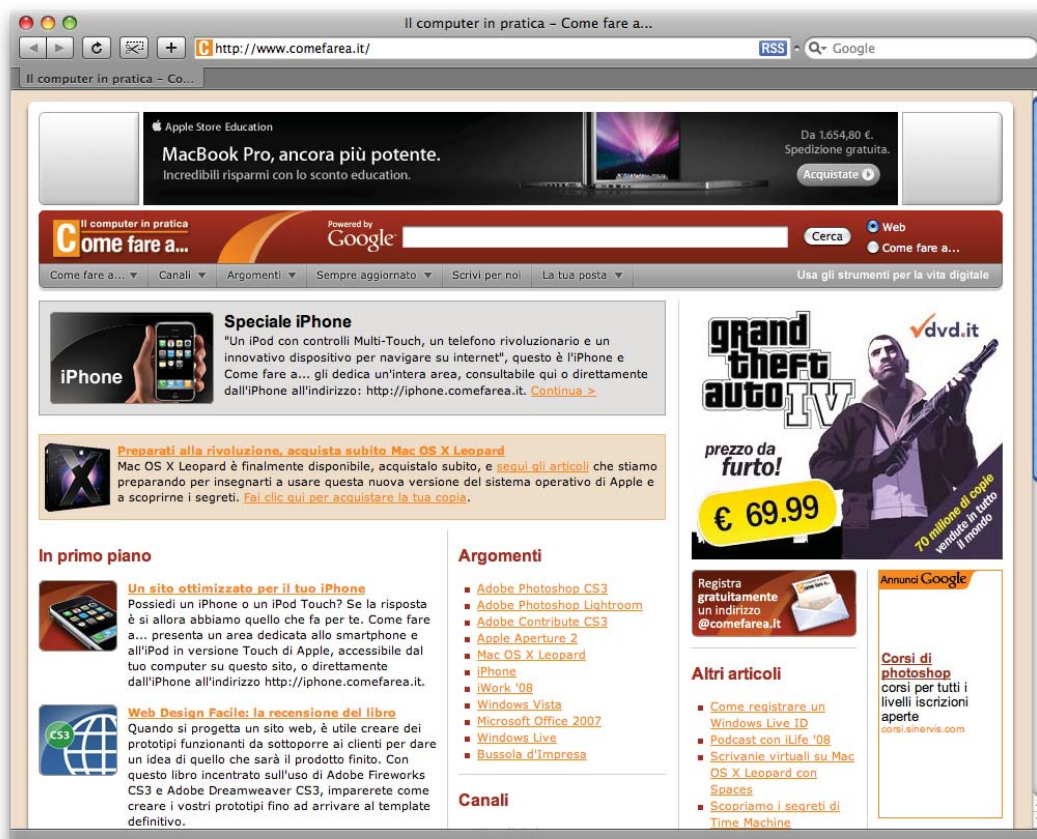 Il computer in pratica – Come fare a...
http://www.comefarea.it/
RSS
Google
Il computer in pratica – Co...
Apple Store Education
MacBook Pro, ancora più potente.
Incredibili risparmi con lo sconto education.
Da 1.654,80 €.
Spedizione gratuita.
Acquistate
Il computer in pratica
Come fare a...
Powered by
Google
Cerca
Web
Come fare a...
Come fare a...
Canali
Argomenti
Sempre aggiornato
Scrivi per noi
La tua posta
Usa gli strumenti per la vita digitale
iPhone
Speciale iPhone
"Un iPod con controlli Multi-Touch, un telefono rivoluzionario e un
innovativo dispositivo per navigare su internet", questo è l'iPhone e
Come fare a... gli dedica un'intera area, consultabile qui o direttamente
dall'iPhone all'indirizzo: http://iphone.comefarea.it. Continua >
Preparati alla rivoluzione, acquista subito Mac OS X Leopard
Mac OS X Leopard è finalmente disponibile, acquistalo subito, e segui gli articoli che stiamo
preparando per insegnarti a usare questa nuova versione del sistema operativo di Apple e
a scoprirne i segreti. Fai clic qui per acquistare la tua copia.
grand
theft
auto IV
dvd.it
prezzo da
furto!
€ 69.99
70 milione di copie
vendute in tutto
il mondo
In primo piano
Un sito ottimizzato per il tuo iPhone
Possiedi un iPhone o un iPod Touch? Se la risposta
è si allora abbiamo quello che fa per te. Come fare
a... presenta un area dedicata allo smartphone e
all'iPod in versione Touch di Apple, accessibile dal
tuo computer su questo sito, o direttamente
dall'iPhone all'indirizzo http://iphone.comefarea.it.
CS3
Web Design Facile: la recensione del libro
Quando si progetta un sito web, è utile creare dei
prototipi funzionanti da sottoporre ai clienti per dare
un idea di quello che sarà il prodotto finito. Con
questo libro incentrato sull'uso di Adobe Fireworks
CS3 e Adobe Dreamweaver CS3, imparerete come
creare i vostri prototipi fino ad arrivare al template
definitivo.
Argomenti
Adobe Photoshop CS3
Adobe Photoshop Lightroom
Adobe Contribute CS3
Apple Aperture 2
Mac OS X Leopard
iPhone
iWork '08
Windows Vista
Microsoft Office 2007
Windows Live
Bussola d'Impresa
Canali
Registra
gratuitamente
un indirizzo
@comefarea.it
Altri articoli
Come registrare un
Windows Live ID
Podcast con iLife '08
Scrivanie virtuali su Mac
OS X Leopard con
Spaces
Scopriamo i segreti di
Time Machine
Annunci Google
Corsi di
photoshop
corsi per tutti i
livelli iscrizioni
aperte
corsi.sinervis.com